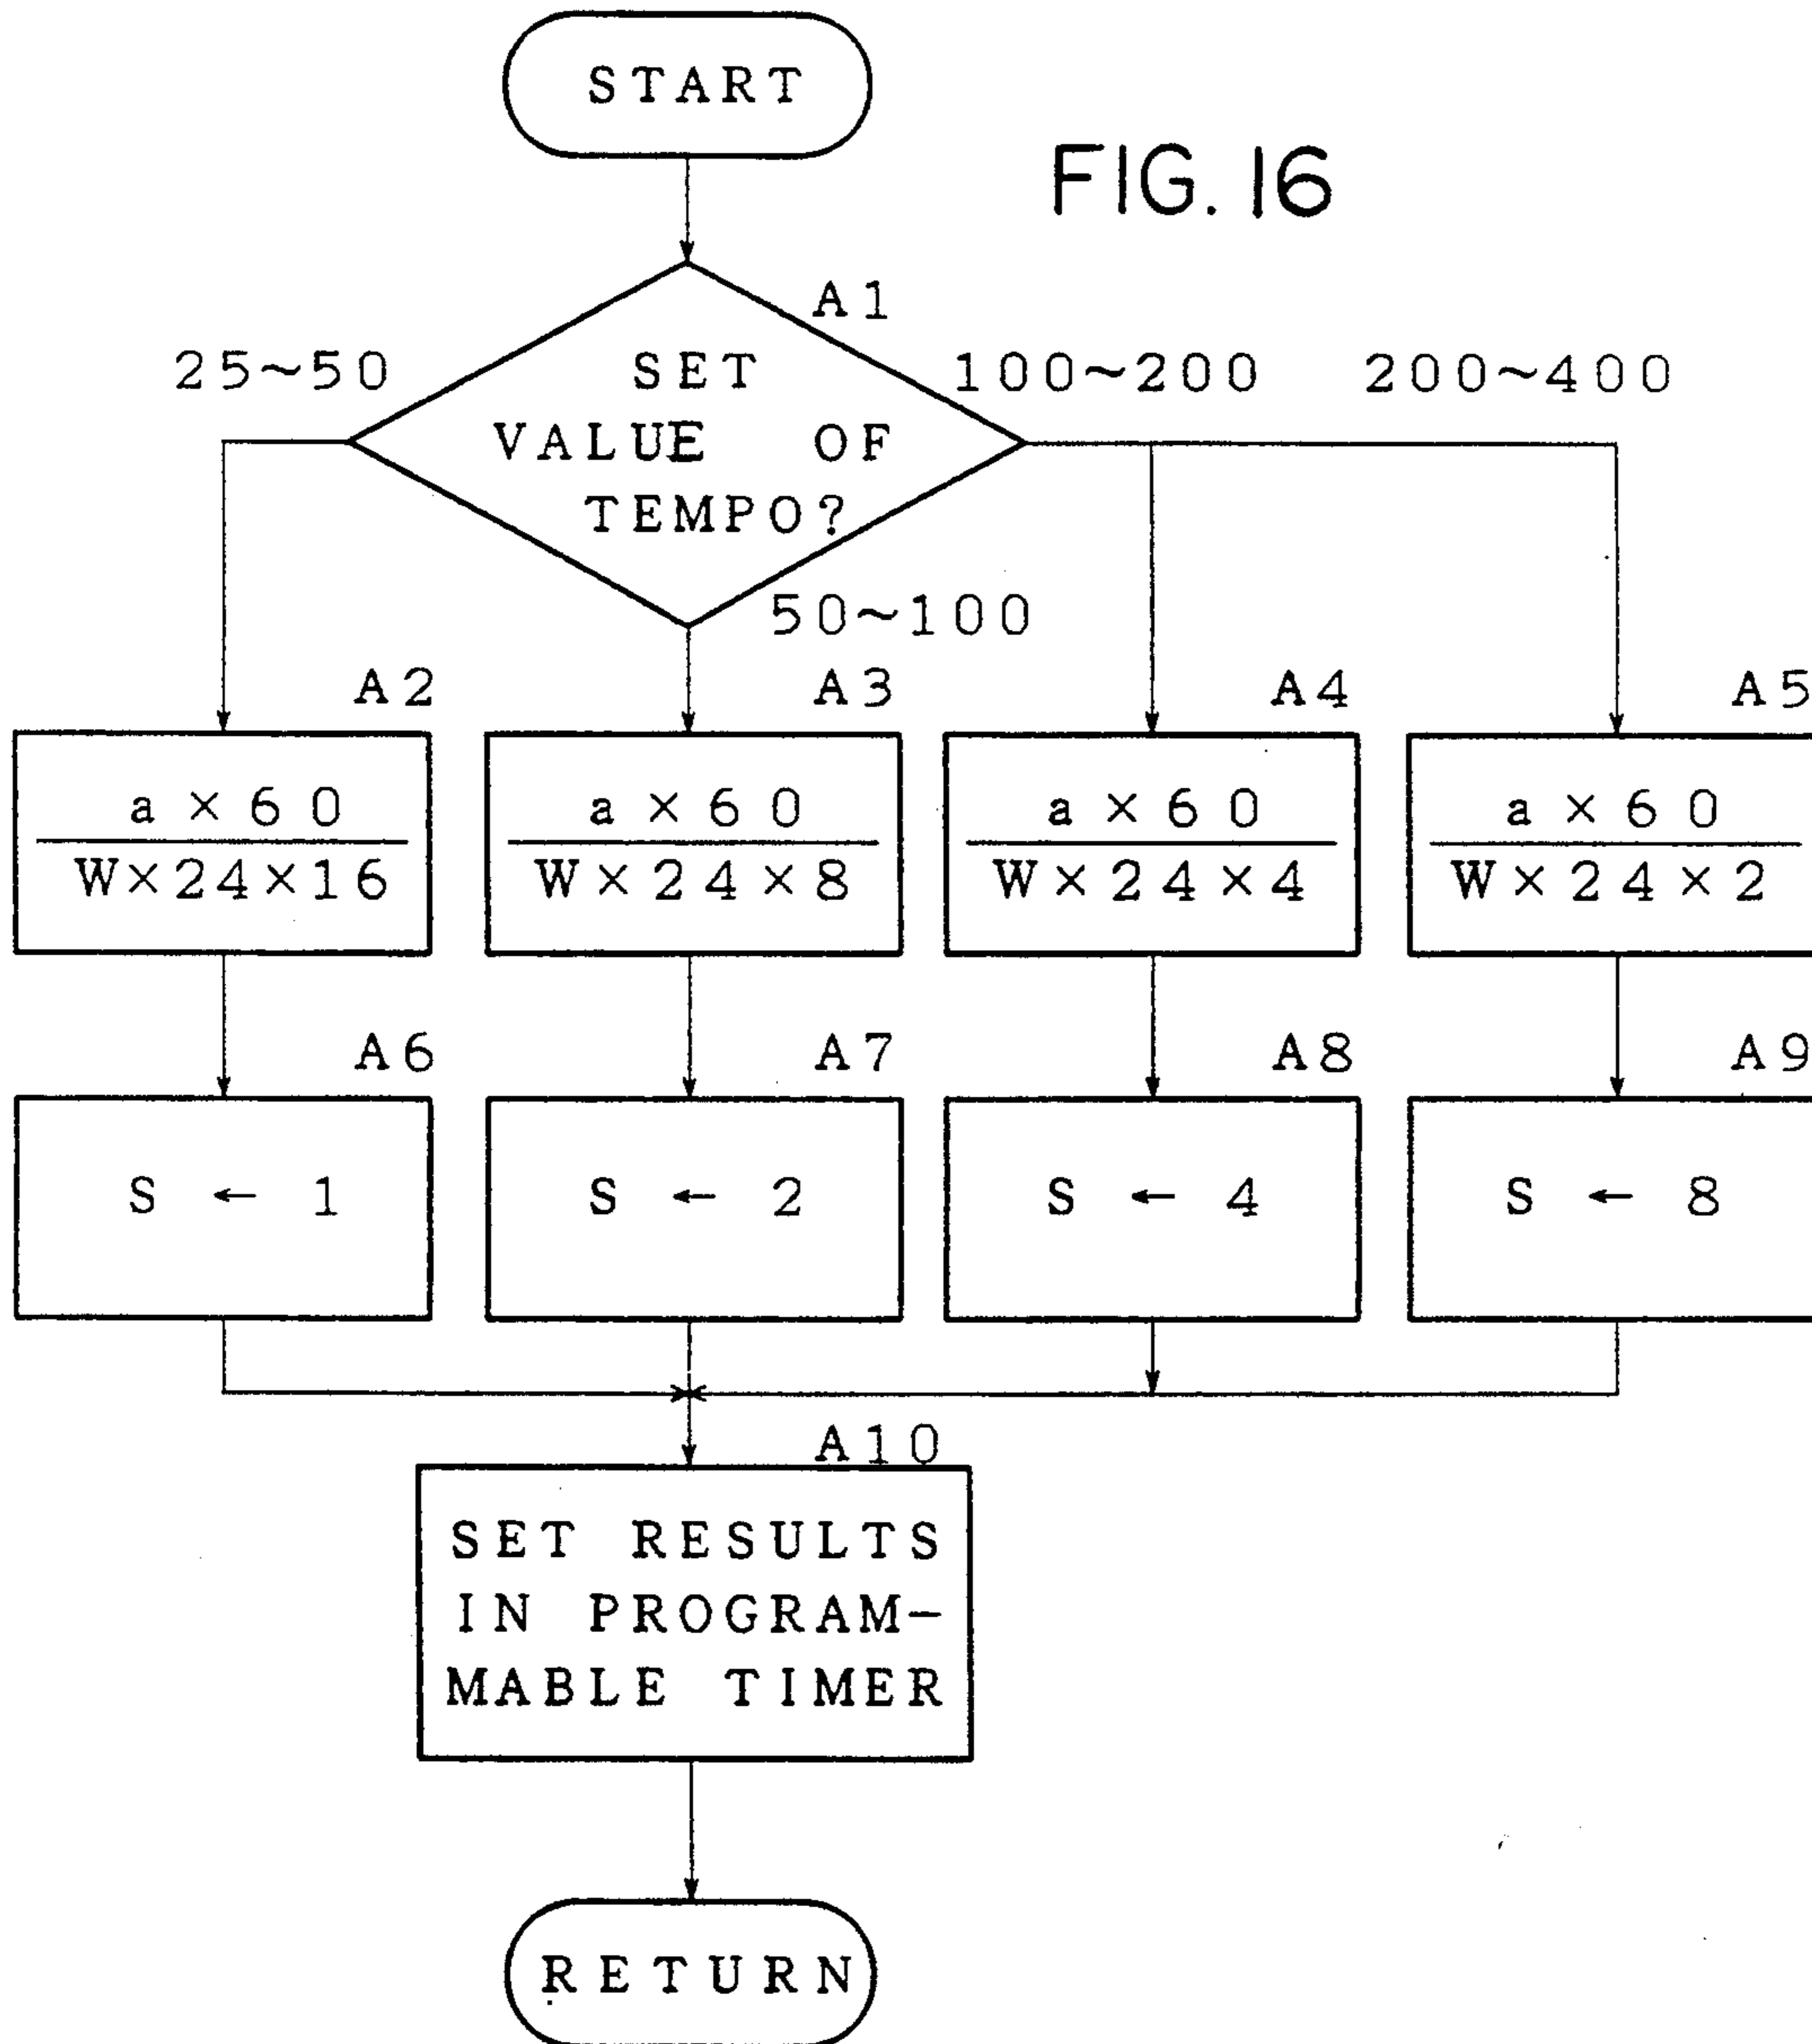 START
FIG. 16
A1
25~50
SET
VALUE OF
TEMPO?
100~200
200~400
50~100
A2
A3
A4
A5
a × 60
W×24×16
a × 60
W×24×8
a × 60
W×24×4
a × 60
W×24×2
A6
A7
A8
A9
S ← 1
S ← 2
S ← 4
S ← 8
A10
SET RESULTS
IN PROGRAM-
MABLE TIMER
RETURN